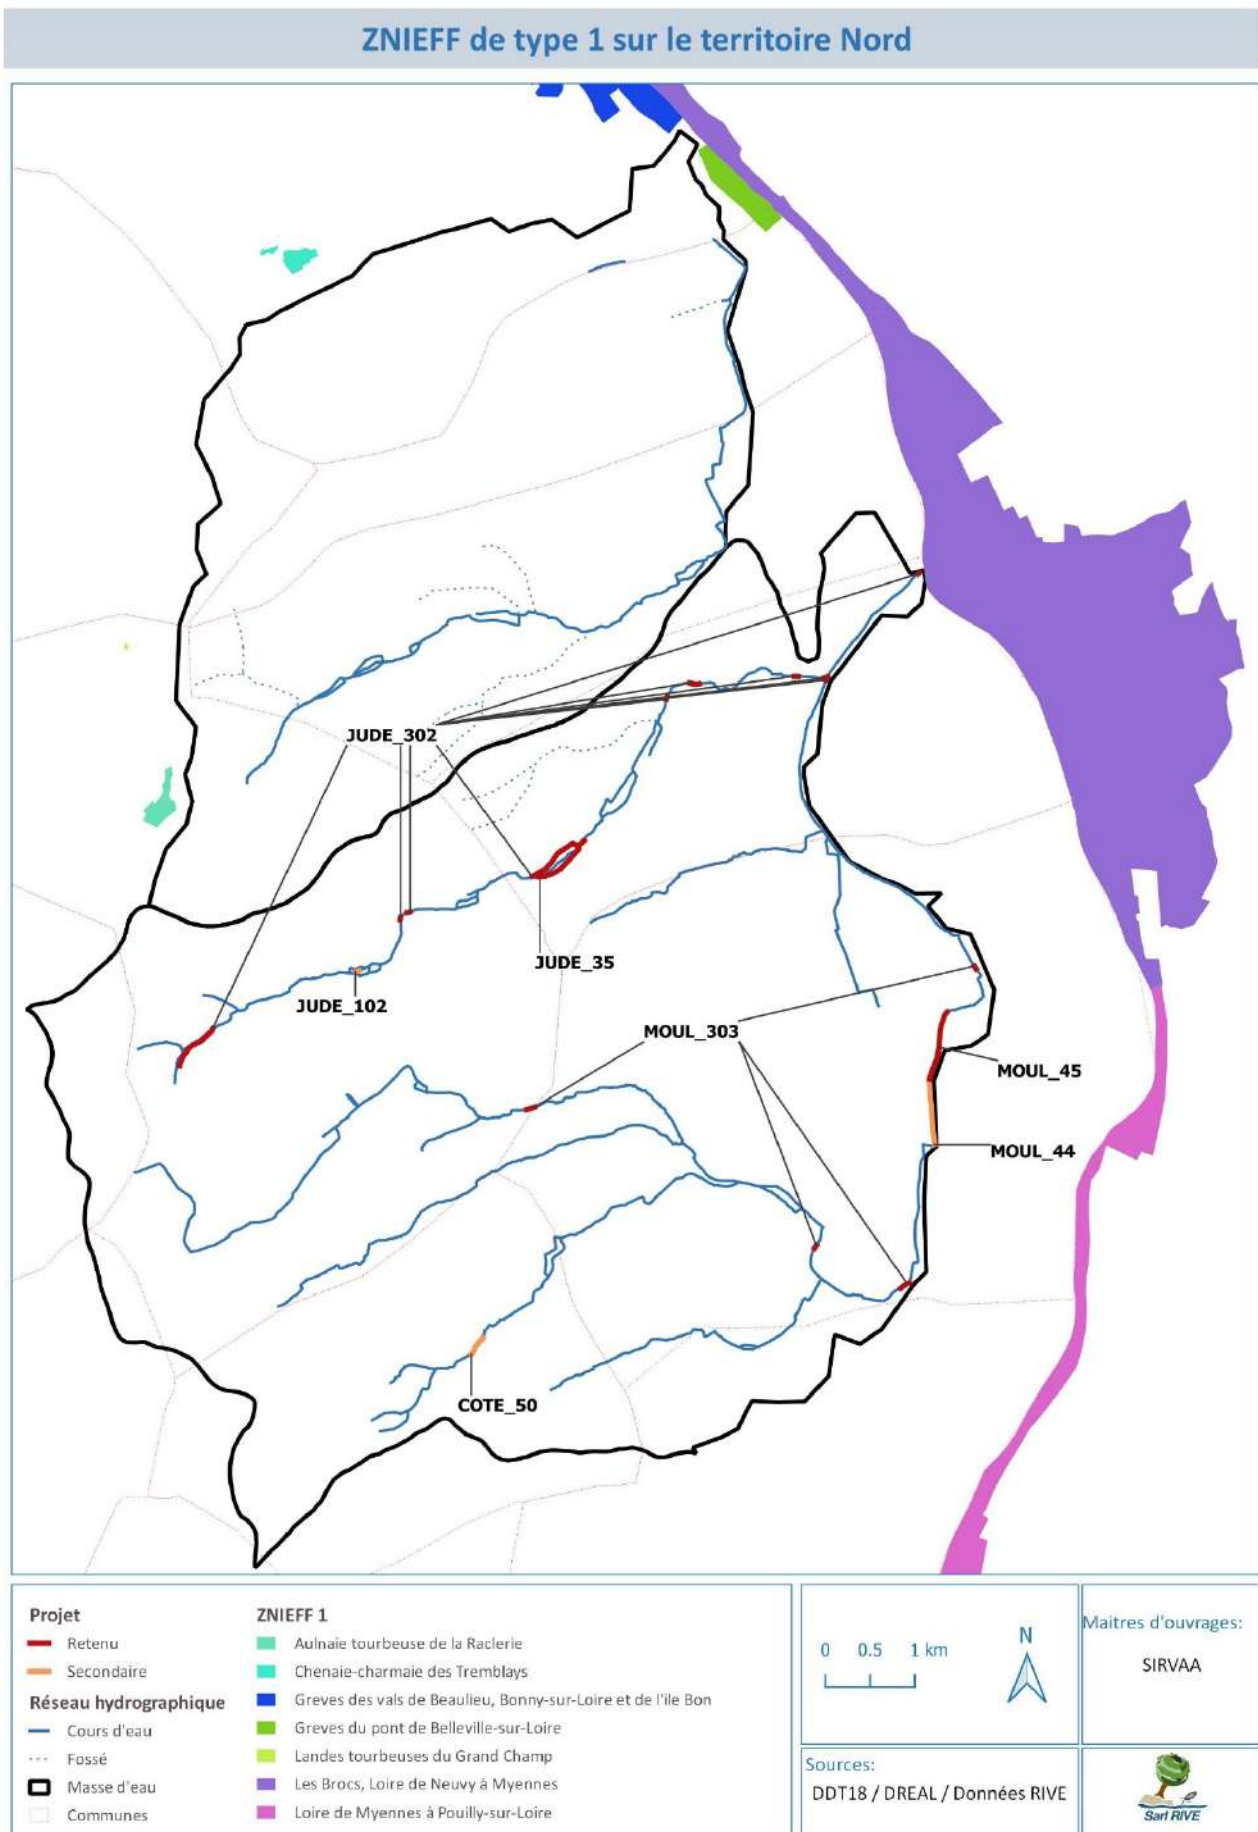 ZNIEFF de type 1 sur le territoire Nord
JUDE_302
JUDE_35
JUDE_102
MOUL_303
MOUL_45
MOUL_44
COTE_50
Projet
Retenu
Secondaire
Réseau hydrographique
Cours d'eau
Fossé
Masse d'eau
Communes
ZNIEFF 1
Aulnaie tourbeuse de la Raclerie
Chenaie-charmaie des Tremblays
Greves des vals de Beaulieu, Bonny-sur-Loire et de l'ile Bon
Greves du pont de Belleville-sur-Loire
Landes tourbeuses du Grand Champ
Les Brocs, Loire de Neuvy à Myennes
Loire de Myennes à Pouilly-sur-Loire
0 0.5 1 km
N
Maitres d'ouvrages:
SIRVAA
Sources:
DDT18 / DREAL / Données RIVE
Sarl RIVE